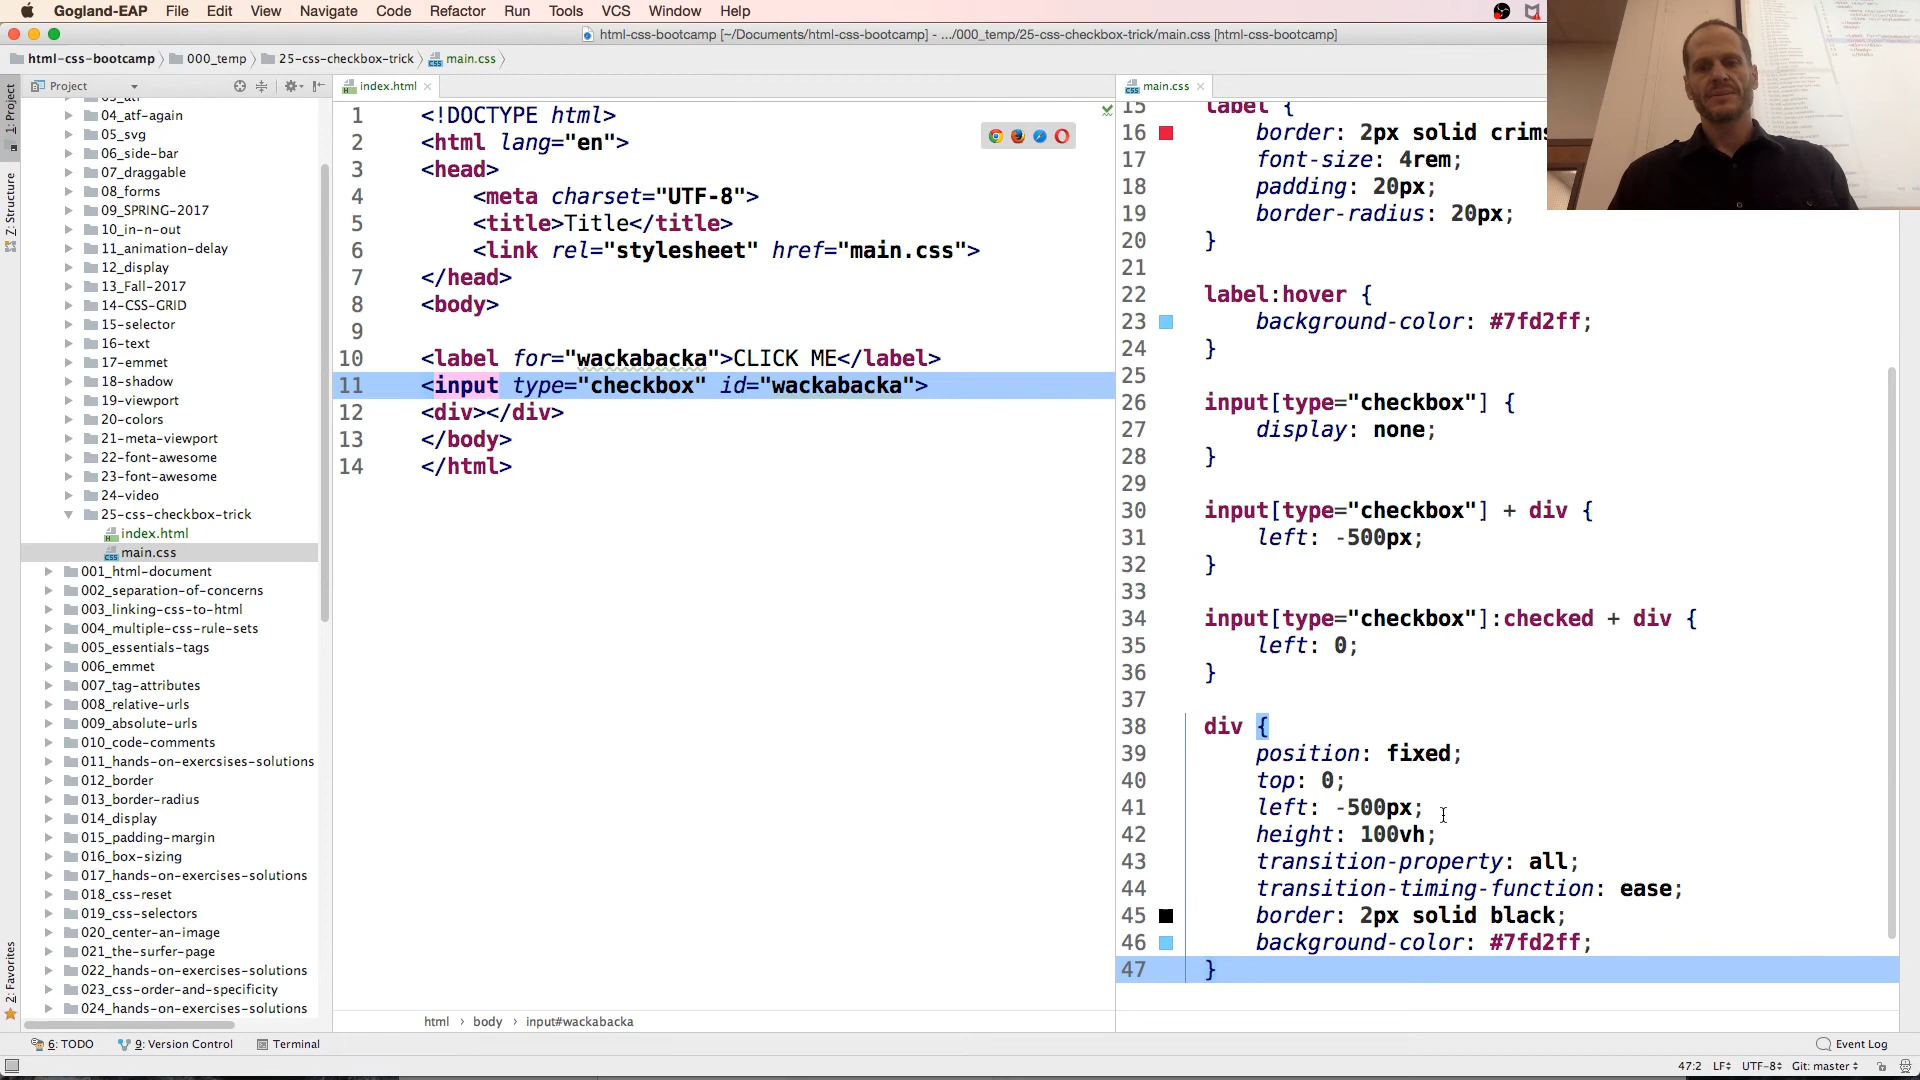 Gogland-EAP File Edit View Navigate Code Refactor Run Tools VCS Window Help
html-css-bootcamp [~/Documents/html-css-bootcamp] - .../000_temp/25-css-checkbox-trick/main.css [html-css-bootcamp]
html-css-bootcamp 000_temp 25-css-checkbox-trick main.css
1: Project
Z: Structure
2: Favorites
Project
04_atf-again
05_svg
06_side-bar
07_draggable
08_forms
09_SPRING-2017
10_in-n-out
11_animation-delay
12_display
13_Fall-2017
14-CSS-GRID
15-selector
16-text
17-emmet
18-shadow
19-viewport
20-colors
21-meta-viewport
22-font-awesome
23-font-awesome
24-video
25-css-checkbox-trick
index.html
main.css
001_html-document
002_separation-of-concerns
003_linking-css-to-html
004_multiple-css-rule-sets
005_essentials-tags
006_emmet
007_tag-attributes
008_relative-urls
009_absolute-urls
010_code-comments
011_hands-on-exercsises-solutions
012_border
013_border-radius
014_display
015_padding-margin
016_box-sizing
017_hands-on-exercises-solutions
018_css-reset
019_css-selectors
020_center-an-image
021_the-surfer-page
022_hands-on-exercises-solutions
023_css-order-and-specificity
024_hands-on-exercises-solutions
index.html
1 <!DOCTYPE html>
2 <html lang="en">
3 <head>
4 <meta charset="UTF-8">
5 <title>Title</title>
6 <link rel="stylesheet" href="main.css">
7 </head>
8 <body>
9
10 <label for="wackabacka">CLICK ME</label>
11 <input type="checkbox" id="wackabacka">
12 <div></div>
13 </body>
14 </html>
html › body › input#wackabacka
main.css
15 label {
16 border: 2px solid crims
17 font-size: 4rem;
18 padding: 20px;
19 border-radius: 20px;
20 }
21
22 label:hover {
23 background-color: #7fd2ff;
24 }
25
26 input[type="checkbox"] {
27 display: none;
28 }
29
30 input[type="checkbox"] + div {
31 left: -500px;
32 }
33
34 input[type="checkbox"]:checked + div {
35 left: 0;
36 }
37
38 div {
39 position: fixed;
40 top: 0;
41 left: -500px;
42 height: 100vh;
43 transition-property: all;
44 transition-timing-function: ease;
45 border: 2px solid black;
46 background-color: #7fd2ff;
47 }
6: TODO 9: Version Control Terminal Event Log
47:2 LF UTF-8 Git: master